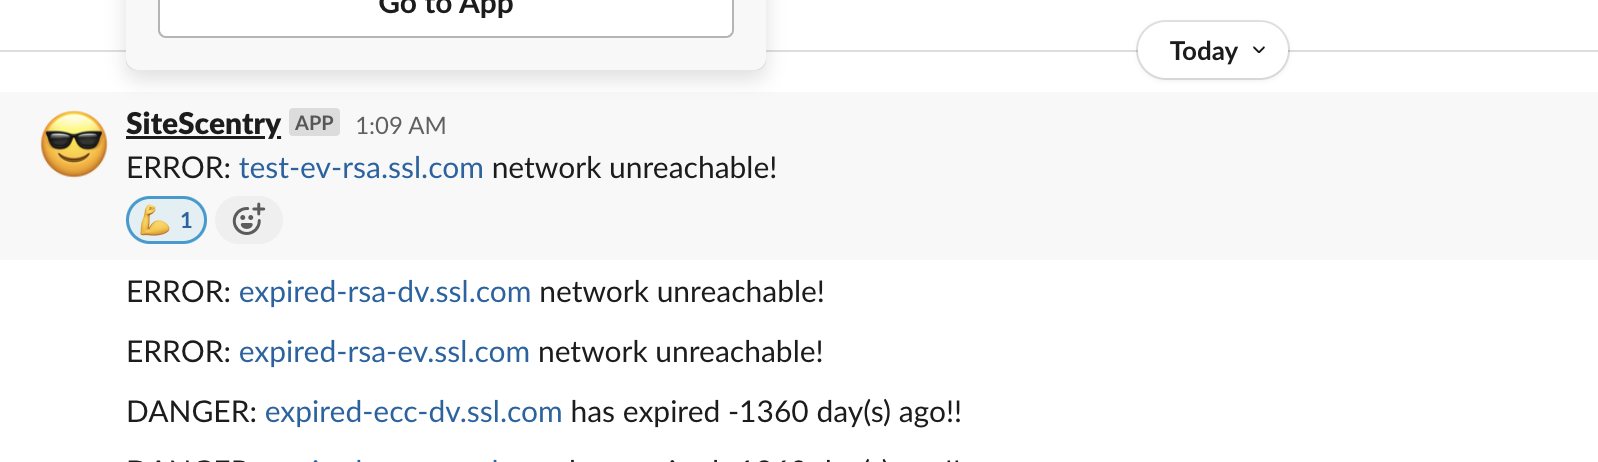 Go to App
Today
SiteScentry APP 1:09 AM
ERROR: test-ev-rsa.ssl.com network unreachable!
1
ERROR: expired-rsa-dv.ssl.com network unreachable!
ERROR: expired-rsa-ev.ssl.com network unreachable!
DANGER: expired-ecc-dv.ssl.com has expired -1360 day(s) ago!!